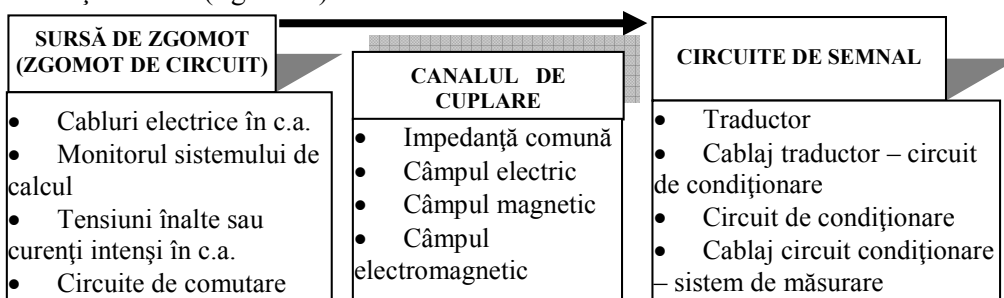 SURSĂ DE ZGOMOT
(ZGOMOT DE CIRCUIT)
• Cabluri electrice în c.a.
• Monitorul sistemului de
calcul
• Tensiuni înalte sau
curenţi intenşi în c.a.
• Circuite de comutare
CANALUL DE
CUPLARE
• Impedanţă comună
• Câmpul electric
• Câmpul magnetic
• Câmpul
electromagnetic
CIRCUITE DE SEMNAL
• Traductor
• Cablaj traductor – circuit
de condiţionare
• Circuit de condiţionare
• Cablaj circuit condiţionare
– sistem de măsurare